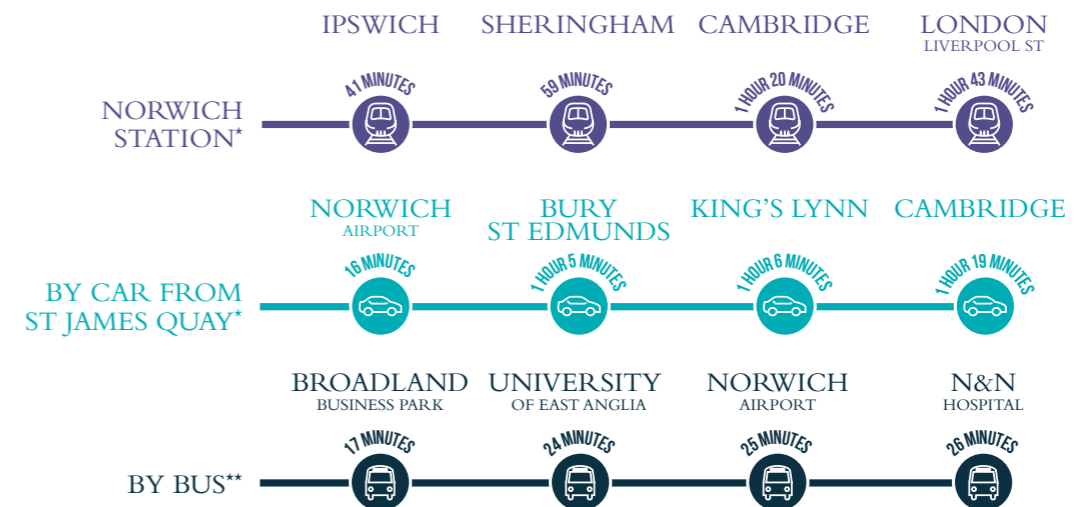 IPSWICH SHERINGHAM CAMBRIDGE LONDON
LIVERPOOL ST
41 MINUTES 59 MINUTES 1 HOUR 20 MINUTES 1 HOUR 43 MINUTES
NORWICH
STATION*
NORWICH BURY KING'S LYNN CAMBRIDGE
AIRPORT ST EDMUNDS
16 MINUTES 1 HOUR 5 MINUTES 1 HOUR 6 MINUTES 1 HOUR 19 MINUTES
BY CAR FROM
ST JAMES QUAY*
BROADLAND UNIVERSITY NORWICH N&N
BUSINESS PARK OF EAST ANGLIA AIRPORT HOSPITAL
17 MINUTES 24 MINUTES 25 MINUTES 26 MINUTES
BY BUS**